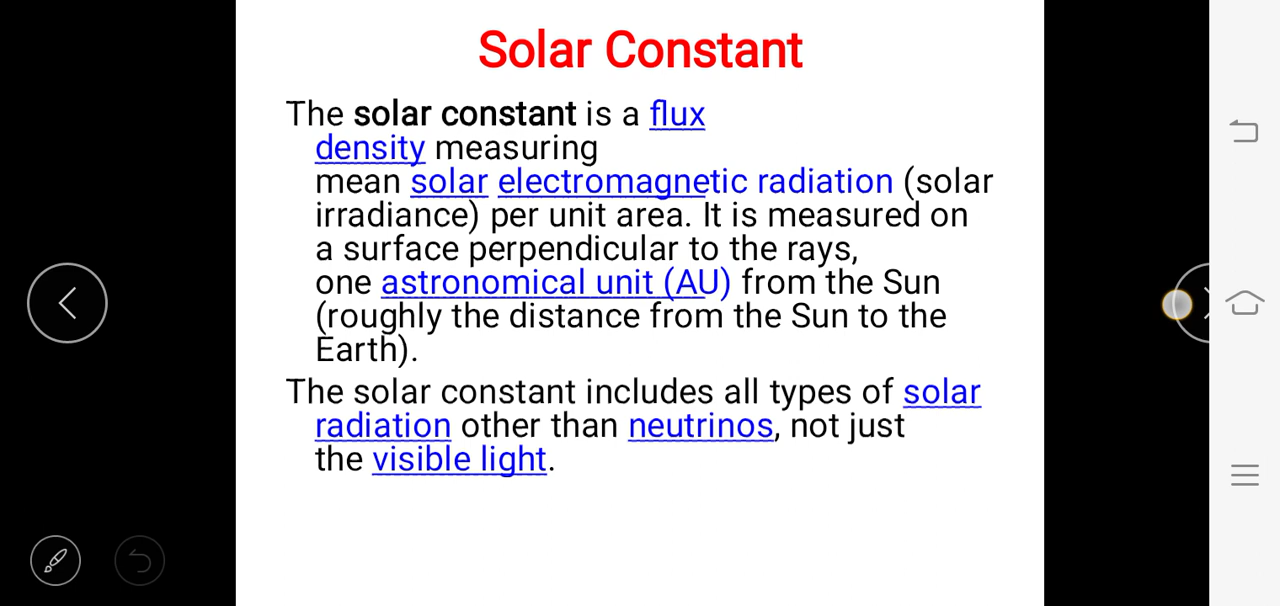 Solar Constant
The solar constant is a flux
density measuring
mean solar electromagnetic radiation (solar
irradiance) per unit area. It is measured on
a surface perpendicular to the rays,
one astronomical unit (AU) from the Sun
(roughly the distance from the Sun to the
Earth).
The solar constant includes all types of solar
radiation other than neutrinos, not just
the visible light.